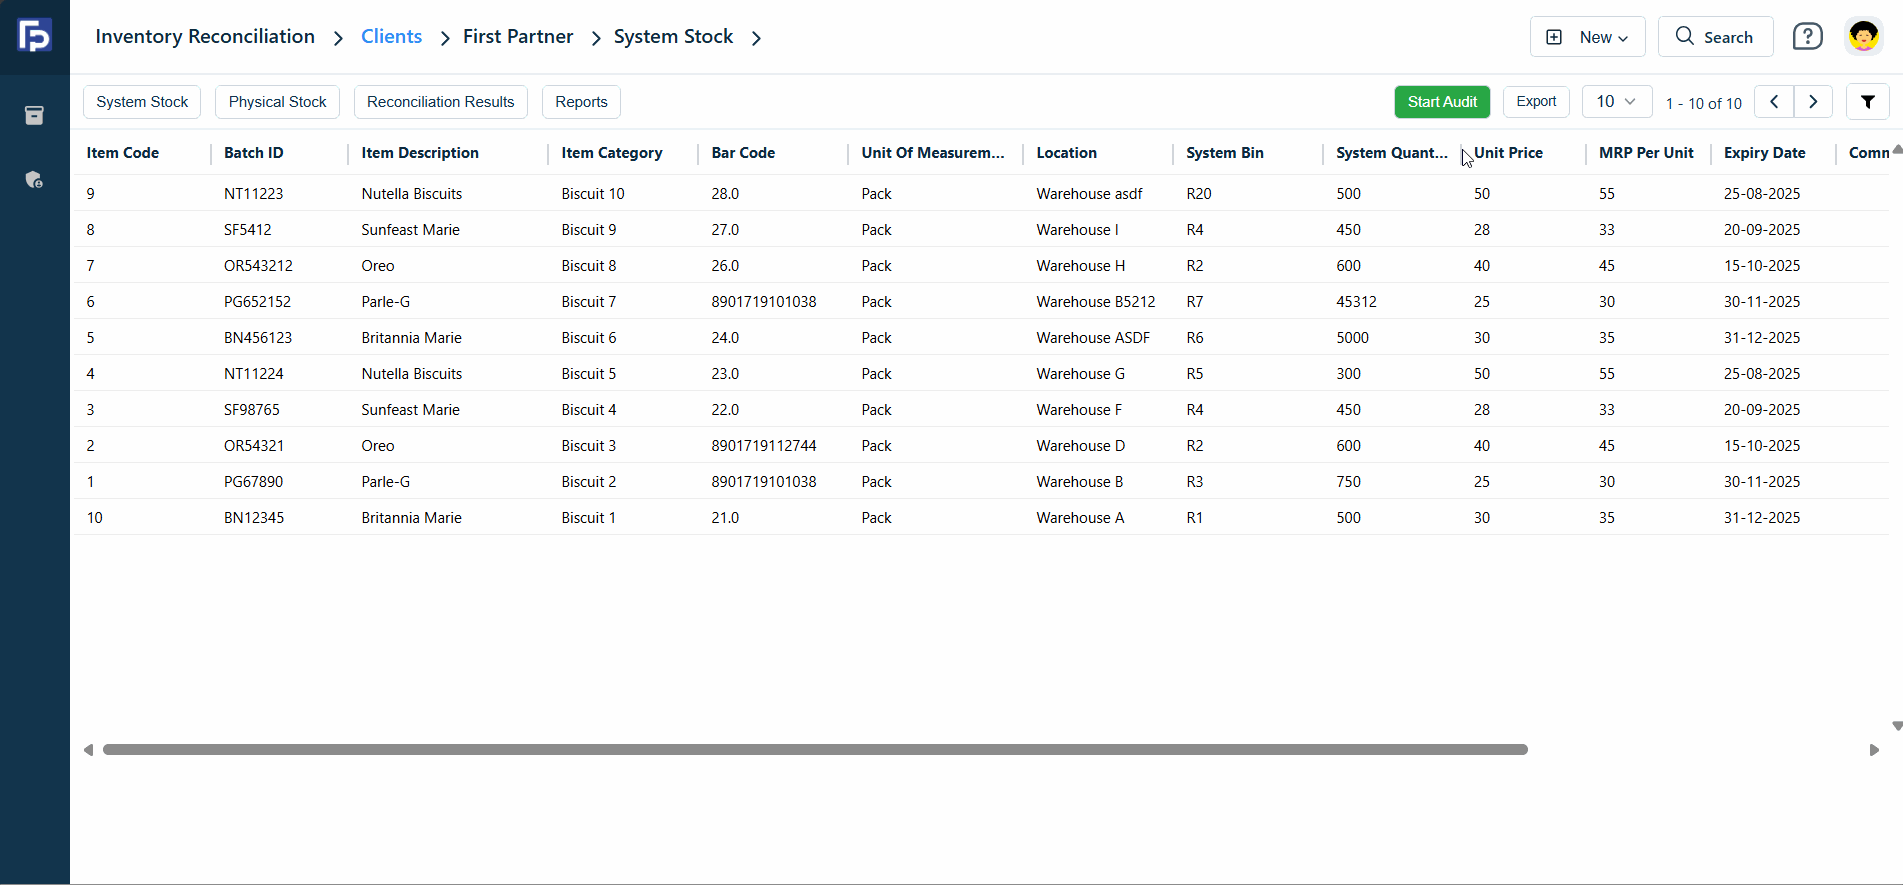 Inventory Reconciliation > Clients > First Partner > System Stock >
New Search ?
System Stock Physical Stock Reconciliation Results Reports Start Audit Export 10 1 - 10 of 10
Item Code Batch ID Item Description Item Category Bar Code Unit Of Measurem... Location System Bin System Quant... Unit Price MRP Per Unit Expiry Date Comm
9 NT11223 Nutella Biscuits Biscuit 10 28.0 Pack Warehouse asdf R20 500 50 55 25-08-2025
8 SF5412 Sunfeast Marie Biscuit 9 27.0 Pack Warehouse I R4 450 28 33 20-09-2025
7 OR543212 Oreo Biscuit 8 26.0 Pack Warehouse H R2 600 40 45 15-10-2025
6 PG652152 Parle-G Biscuit 7 8901719101038 Pack Warehouse B5212 R7 45312 25 30 30-11-2025
5 BN456123 Britannia Marie Biscuit 6 24.0 Pack Warehouse ASDF R6 5000 30 35 31-12-2025
4 NT11224 Nutella Biscuits Biscuit 5 23.0 Pack Warehouse G R5 300 50 55 25-08-2025
3 SF98765 Sunfeast Marie Biscuit 4 22.0 Pack Warehouse F R4 450 28 33 20-09-2025
2 OR54321 Oreo Biscuit 3 8901719112744 Pack Warehouse D R2 600 40 45 15-10-2025
1 PG67890 Parle-G Biscuit 2 8901719101038 Pack Warehouse B R3 750 25 30 30-11-2025
10 BN12345 Britannia Marie Biscuit 1 21.0 Pack Warehouse A R1 500 30 35 31-12-2025